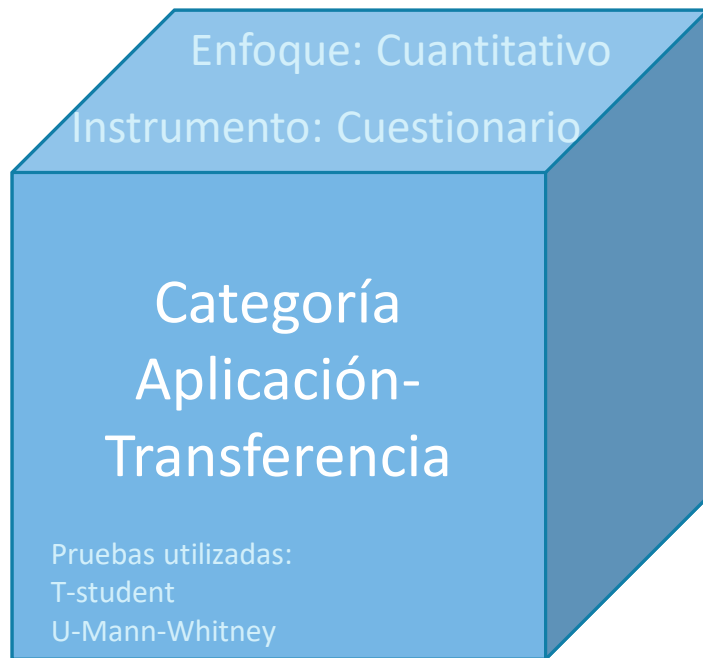 Enfoque: Cuantitativo
Instrumento: Cuestionario
Categoría
Aplicación-
Transferencia
Pruebas utilizadas:
T-student
U-Mann-Whitney